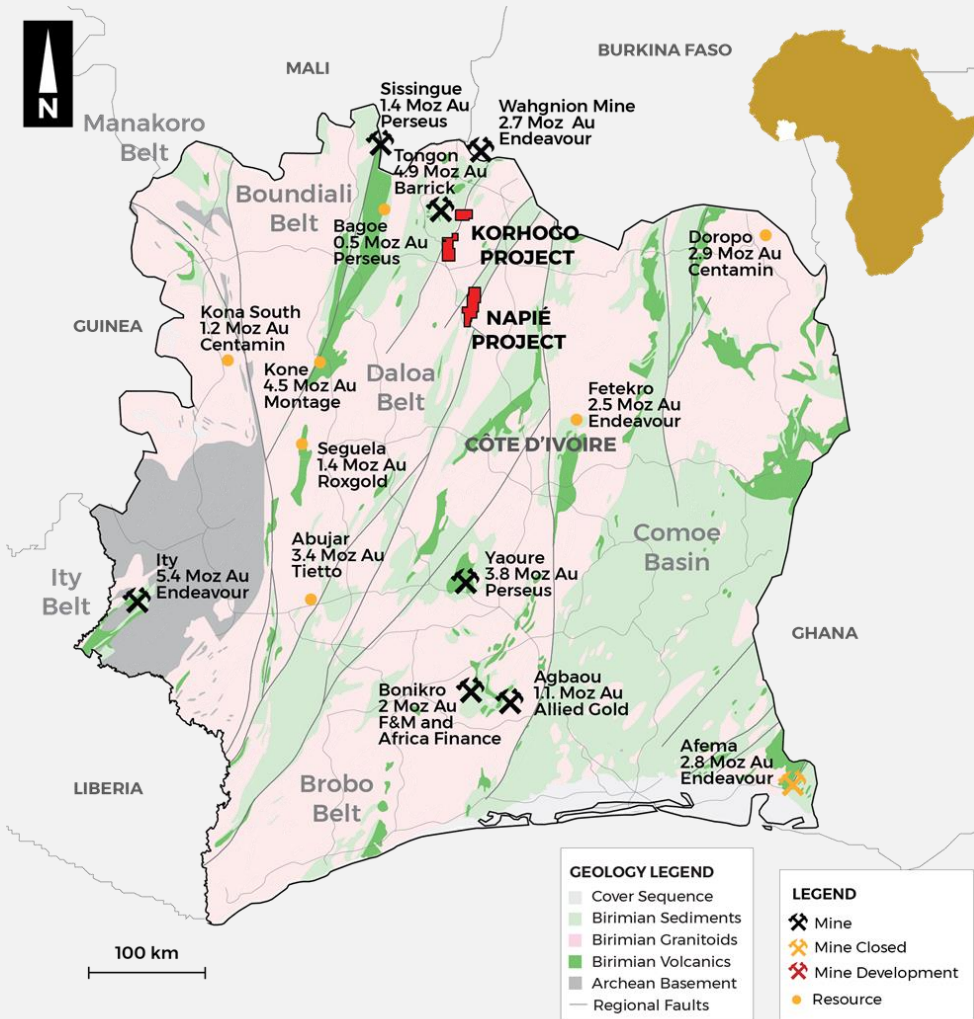 N
MALI
BURKINA FASO
Manakoro
Belt
Sissingue
1.4 Moz Au
Perseus
Wahgnion Mine
2.7 Moz Au
Endeavour
Tongon
4.9 Moz Au
Barrick
Boundiali
Belt
Bagoe
0.5 Moz Au
Perseus
KORHOGO
PROJECT
Doropo
2.9 Moz Au
Centamin
NAPIÉ
PROJECT
GUINEA
Kona South
1.2 Moz Au
Centamin
Kone
4.5 Moz Au
Montage
Daloa
Belt
Fetekro
2.5 Moz Au
Endeavour
CÔTE D'IVOIRE
Seguela
1.4 Moz Au
Roxgold
Comoe
Basin
Abujar
3.4 Moz Au
Tietto
Ity
5.4 Moz Au
Endeavour
Ity
Belt
Yaoure
3.8 Moz Au
Perseus
GHANA
Bonikro
2 Moz Au
F&M and
Africa Finance
Agbaou
1.1. Moz Au
Allied Gold
Afema
2.8 Moz Au
Endeavour
LIBERIA
Brobo
Belt
100 km
GEOLOGY LEGEND
Cover Sequence
Birimian Sediments
Birimian Granitoids
Birimian Volcanics
Archean Basement
Regional Faults
LEGEND
Mine
Mine Closed
Mine Development
Resource